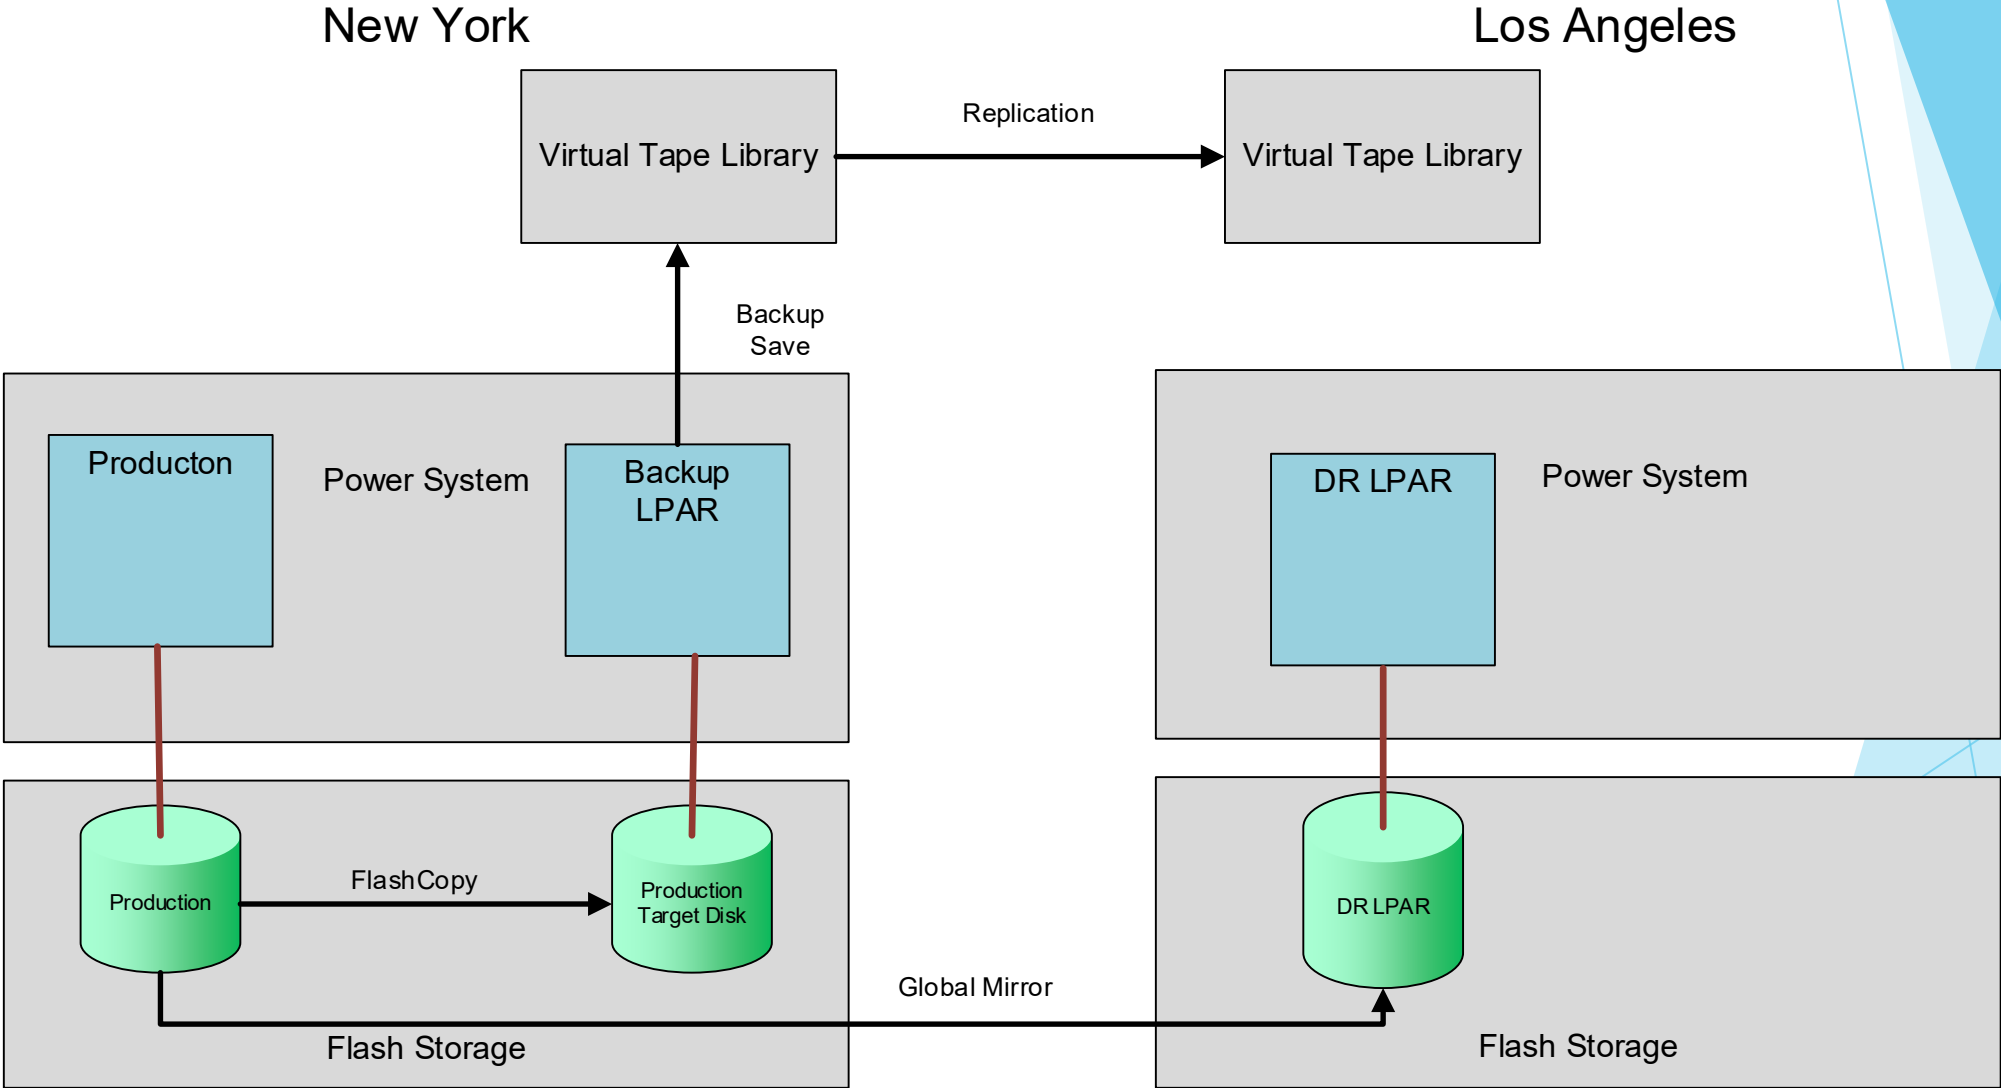 New York
Los Angeles
Virtual Tape Library
Replication
Virtual Tape Library
Backup
Save
Producton
Power System
Backup
LPAR
DR LPAR
Power System
Production
FlashCopy
Production
Target Disk
DR LPAR
Global Mirror
Flash Storage
Flash Storage